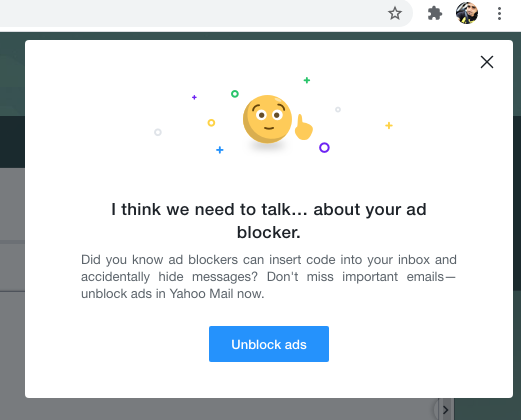 I think we need to talk... about your ad
blocker.
Did you know ad blockers can insert code into your inbox and
accidentally hide messages? Don't miss important emails—
unblock ads in Yahoo Mail now.
Unblock ads